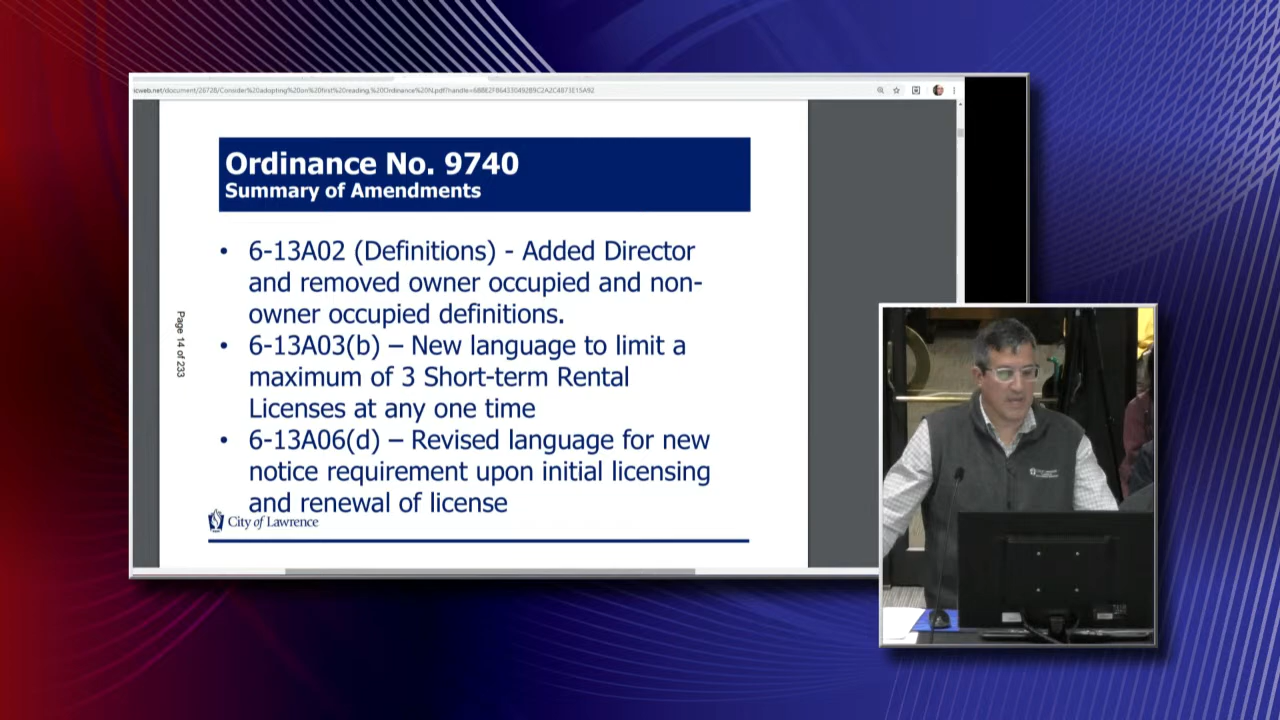 Ordinance No. 9740
Summary of Amendments
• 6-13A02 (Definitions) - Added Director
and removed owner occupied and non-
owner occupied definitions.
• 6-13A03(b) – New language to limit a
maximum of 3 Short-term Rental
Licenses at any one time
• 6-13A06(d) – Revised language for new
notice requirement upon initial licensing
and renewal of license
City of Lawrence
Page 14 of 233